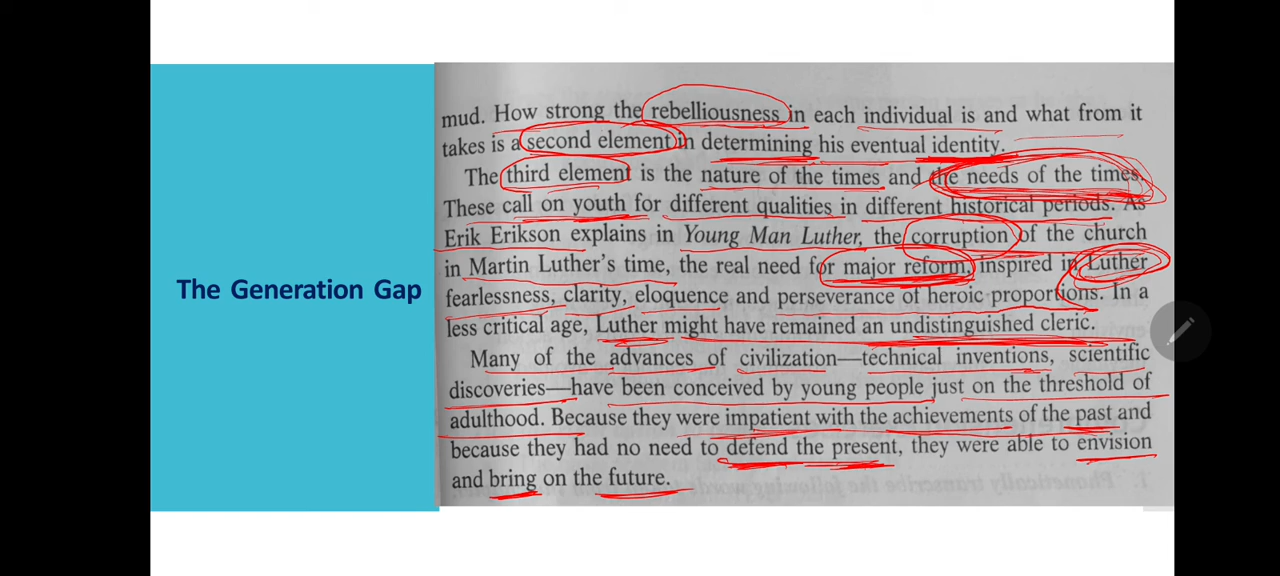 The Generation Gap
mud. How strong the rebelliousness in each individual is and what from it
takes is a second element in determining his eventual identity.
The third element is the nature of the times and the needs of the times.
These call on youth for different qualities in different historical periods. As
Erik Erikson explains in Young Man Luther, the corruption of the church
in Martin Luther's time, the real need for major reform, inspired in Luther
fearlessness, clarity, eloquence and perseverance of heroic proportions. In a
less critical age, Luther might have remained an undistinguished cleric.
Many of the advances of civilization—technical inventions, scientific
discoveries—have been conceived by young people just on the threshold of
adulthood. Because they were impatient with the achievements of the past and
because they had no need to defend the present, they were able to envision
and bring on the future.